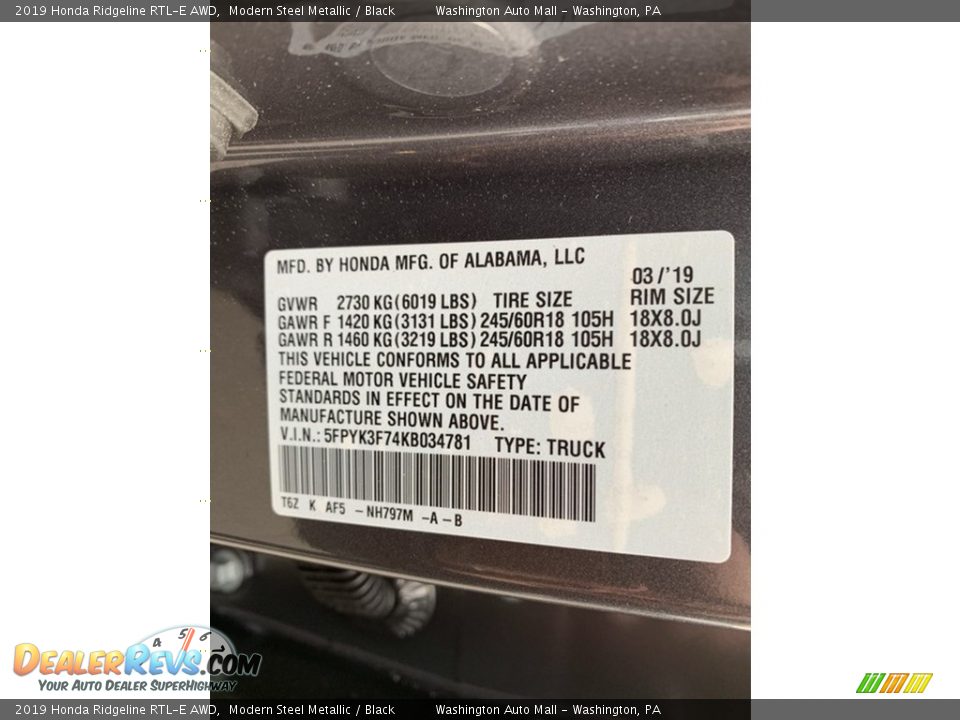 2019 Honda Ridgeline RTL-E AWD,  Modern Steel Metallic / Black  Washington Auto Mall - Washington, PA
MFD. BY HONDA MFG. OF ALABAMA, LLC
03/'19
GVWR 2730 KG(6019 LBS) TIRE SIZE RIM SIZE
GAWR F 1420 KG(3131 LBS) 245/60R18 105H 18X8.0J
GAWR R 1460 KG(3219 LBS) 245/60R18 105H 18X8.0J
THIS VEHICLE CONFORMS TO ALL APPLICABLE
FEDERAL MOTOR VEHICLE SAFETY
STANDARDS IN EFFECT ON THE DATE OF
MANUFACTURE SHOWN ABOVE.
V.I.N.: 5FPYK3F74KB034781 TYPE: TRUCK
T6Z K AF5 -NH797M -A-B
4 5 6
DEALERREVS.COM
YOUR AUTO DEALER SUPERHIGHWAY
2019 Honda Ridgeline RTL-E AWD,  Modern Steel Metallic / Black  Washington Auto Mall - Washington, PA